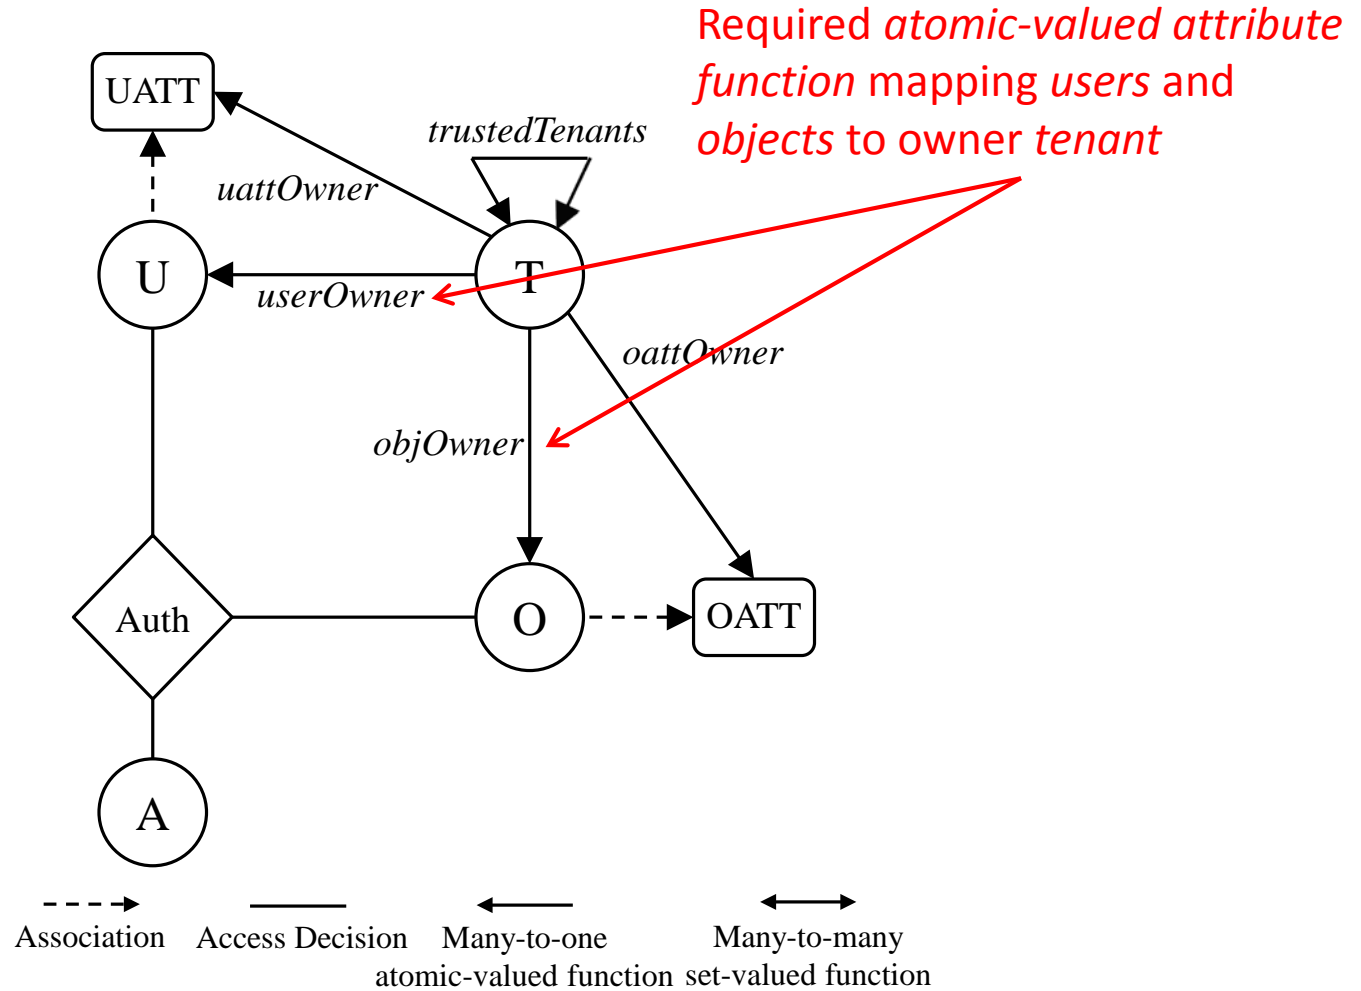 Required atomic-valued attribute
function mapping users and
objects to owner tenant
UATT
trustedTenants
uattOwner
U
T
userOwner
oattOwner
objOwner
Auth
O
OATT
A
Association
Access Decision
Many-to-one
atomic-valued function
Many-to-many
set-valued function